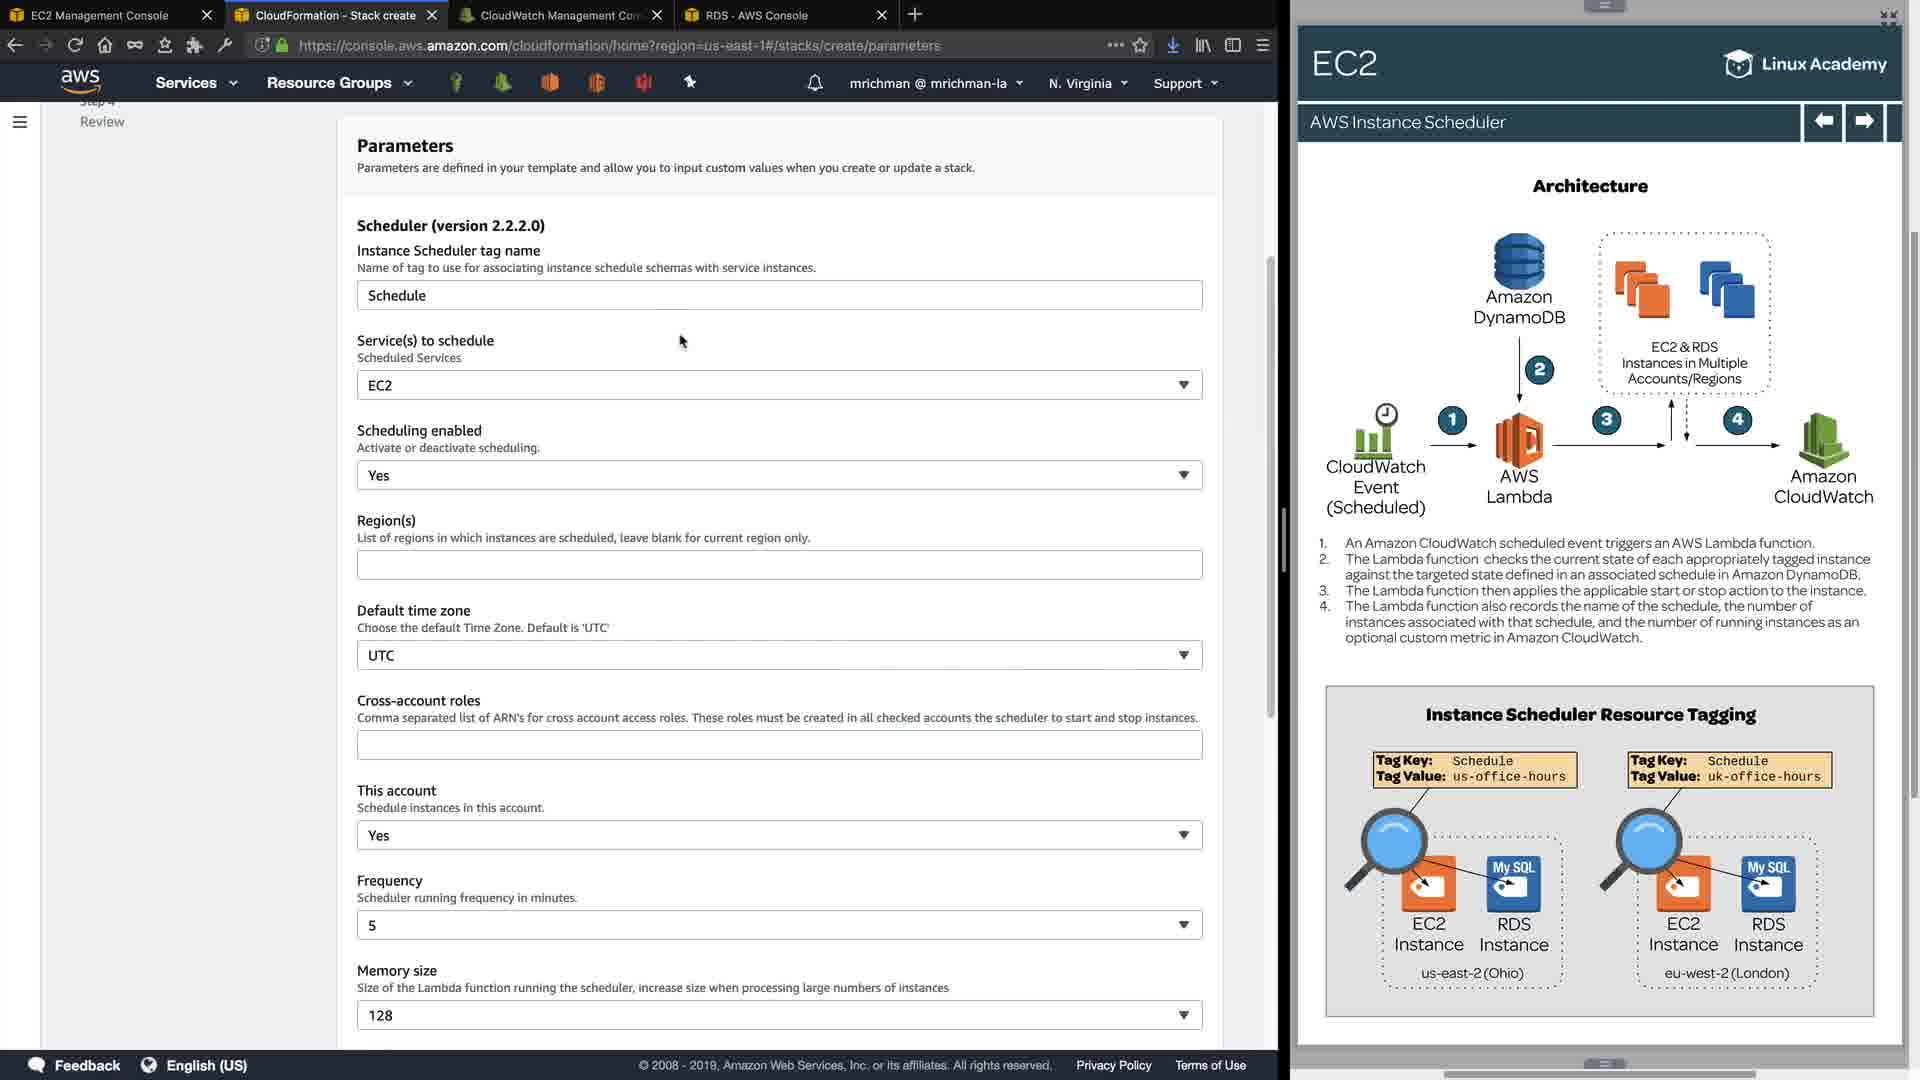 EC2 Management Console
CloudFormation - Stack create
CloudWatch Management Con
RDS - AWS Console
https://console.aws.amazon.com/cloudformation/home?region=us-east-1#/stacks/create/parameters
aws
Services
Resource Groups
mrichman @ mrichman-la
N. Virginia
Support
Step 4
Review
Parameters
Parameters are defined in your template and allow you to input custom values when you create or update a stack.
Scheduler (version 2.2.2.0)
Instance Scheduler tag name
Name of tag to use for associating instance schedule schemas with service instances.
Schedule
Service(s) to schedule
Scheduled Services
EC2
Scheduling enabled
Activate or deactivate scheduling.
Yes
Region(s)
List of regions in which instances are scheduled, leave blank for current region only.
Default time zone
Choose the default Time Zone. Default is 'UTC'
UTC
Cross-account roles
Comma separated list of ARN's for cross account access roles. These roles must be created in all checked accounts the scheduler to start and stop instances.
This account
Schedule instances in this account.
Yes
Frequency
Scheduler running frequency in minutes.
5
Memory size
Size of the Lambda function running the scheduler, increase size when processing large numbers of instances
128
Feedback
English (US)
© 2008 - 2019, Amazon Web Services, Inc. or its affiliates. All rights reserved.
Privacy Policy
Terms of Use
EC2
Linux Academy
AWS Instance Scheduler
Architecture
Amazon
DynamoDB
EC2 & RDS
Instances in Multiple
Accounts/Regions
2
1
3
4
CloudWatch
Event
(Scheduled)
AWS
Lambda
Amazon
CloudWatch
1. An Amazon CloudWatch scheduled event triggers an AWS Lambda function.
2. The Lambda function checks the current state of each appropriately tagged instance
against the targeted state defined in an associated schedule in Amazon DynamoDB.
3. The Lambda function then applies the applicable start or stop action to the instance.
4. The Lambda function also records the name of the schedule, the number of
instances associated with that schedule, and the number of running instances as an
optional custom metric in Amazon CloudWatch.
Instance Scheduler Resource Tagging
Tag Key: Schedule
Tag Value: us-office-hours
Tag Key: Schedule
Tag Value: uk-office-hours
My SQL
My SQL
EC2
Instance
RDS
Instance
EC2
Instance
RDS
Instance
us-east-2 (Ohio)
eu-west-2 (London)